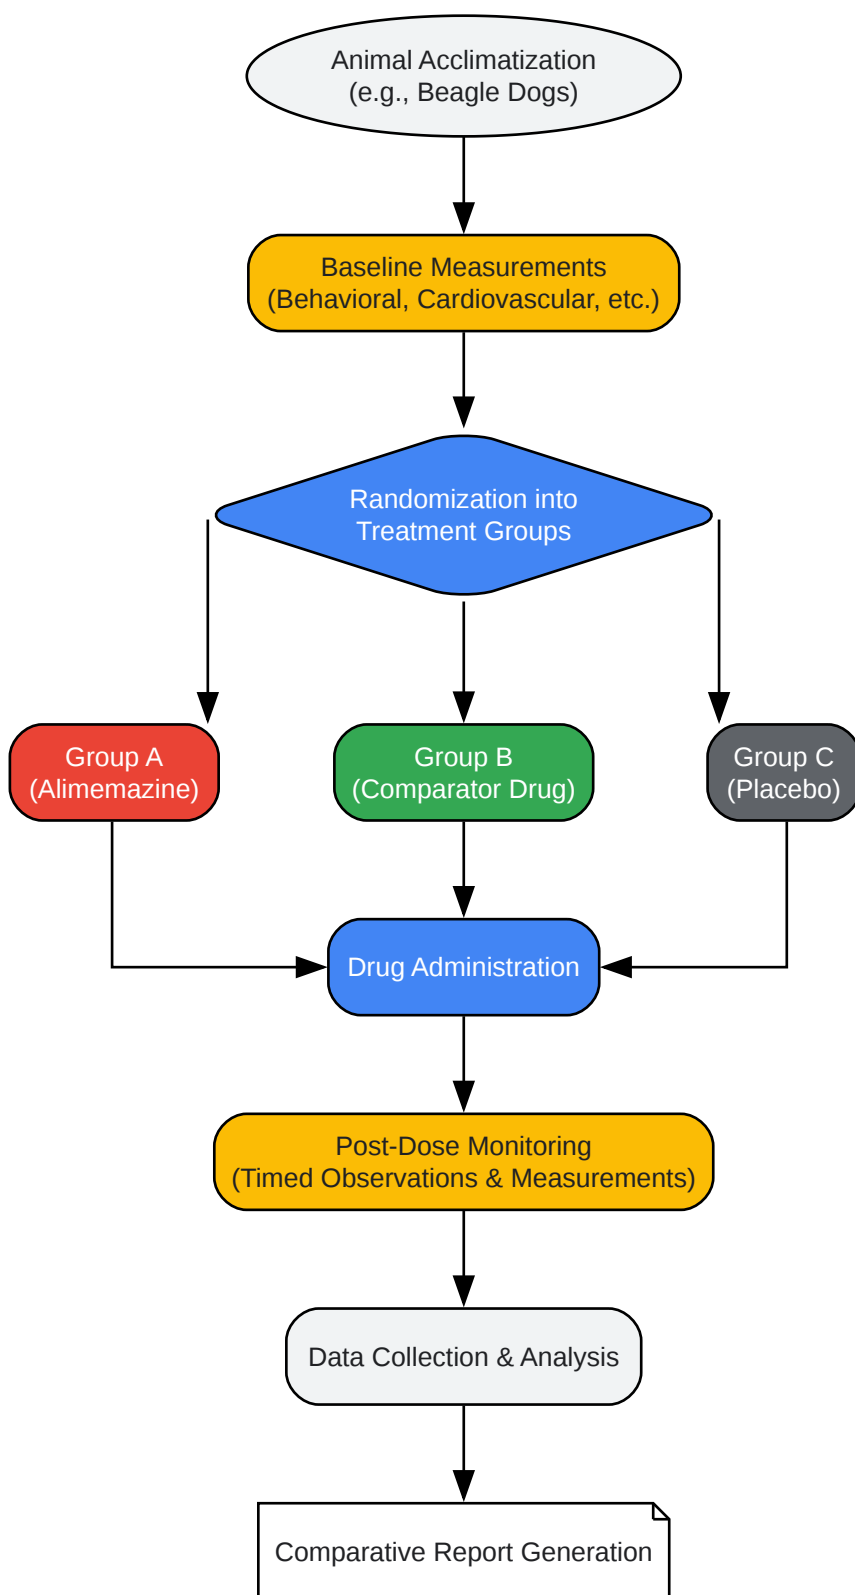 Animal Acclimatization
(e.g., Beagle Dogs)
Baseline Measurements
(Behavioral, Cardiovascular, etc.)
Randomization into
Treatment Groups
Group A
(Alimemazine)
Group B
(Comparator Drug)
Group C
(Placebo)
Drug Administration
Post-Dose Monitoring
(Timed Observations & Measurements)
Data Collection & Analysis
Comparative Report Generation